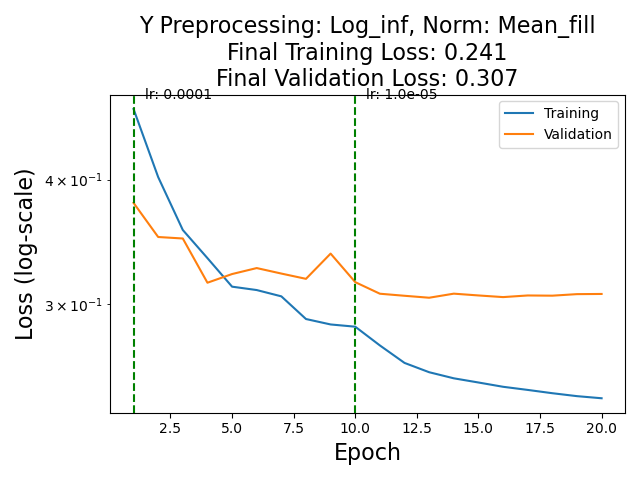 Y Preprocessing: Log_inf, Norm: Mean_fill
Final Training Loss: 0.241
Final Validation Loss: 0.307
lr: 0.0001
lr: 1.0e-05
Training
Validation
4 × 10⁻¹
3 × 10⁻¹
Loss (log-scale)
2.5 5.0 7.5 10.0 12.5 15.0 17.5 20.0
Epoch